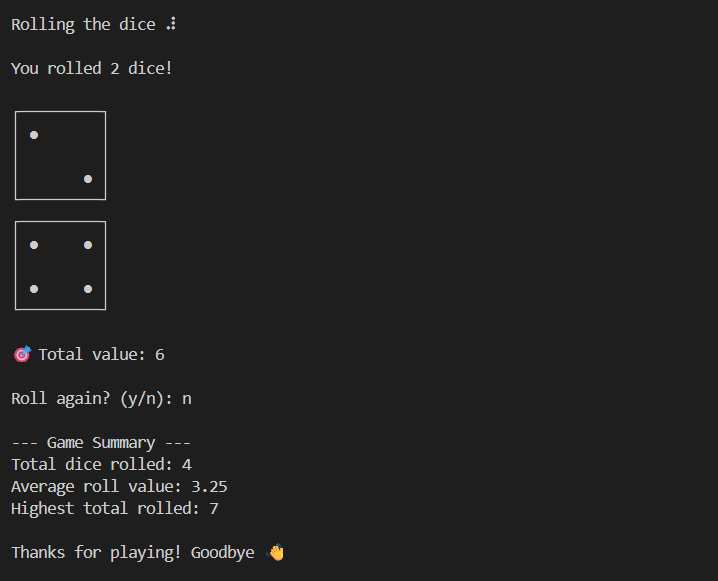 Rolling the dice ⠼
You rolled 2 dice!
🎯 Total value: 6
Roll again? (y/n): n
--- Game Summary ---
Total dice rolled: 4
Average roll value: 3.25
Highest total rolled: 7
Thanks for playing! Goodbye 👋